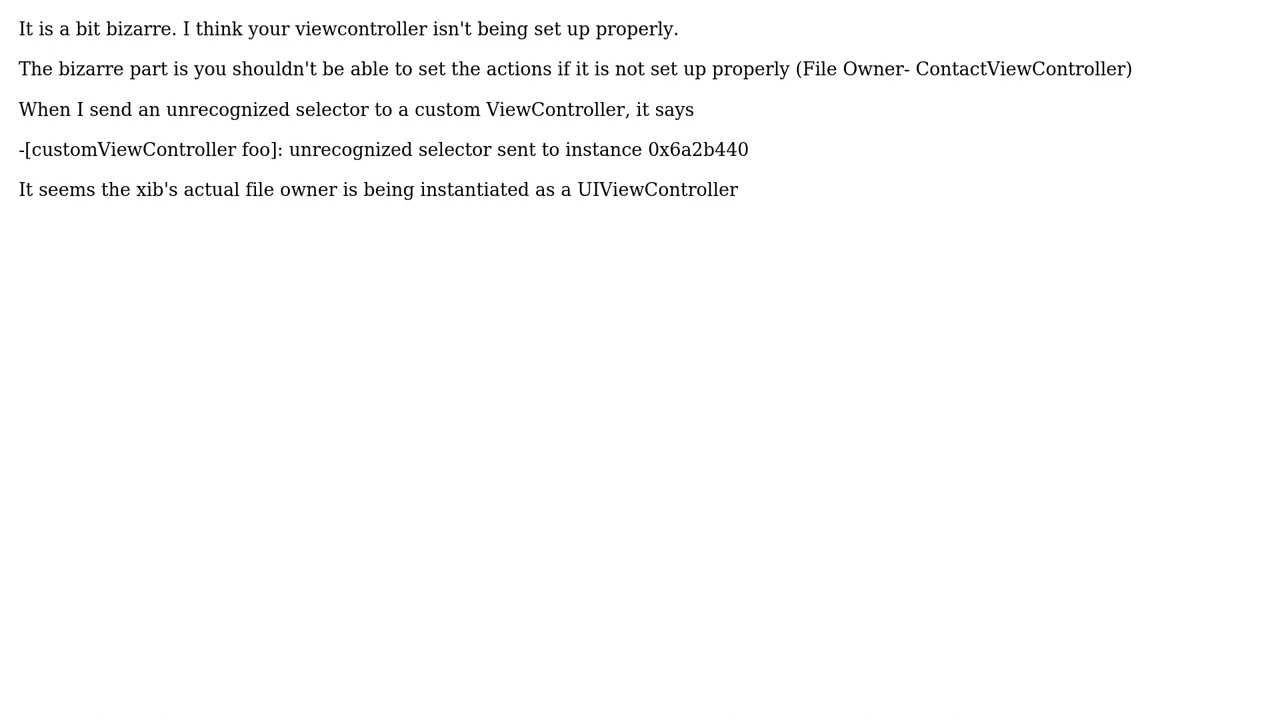 It is a bit bizarre. I think your viewcontroller isn't being set up properly.
The bizarre part is you shouldn't be able to set the actions if it is not set up properly (File Owner- ContactViewController)
When I send an unrecognized selector to a custom ViewController, it says
-[customViewController foo]: unrecognized selector sent to instance 0x6a2b440
It seems the xib's actual file owner is being instantiated as a UIViewController